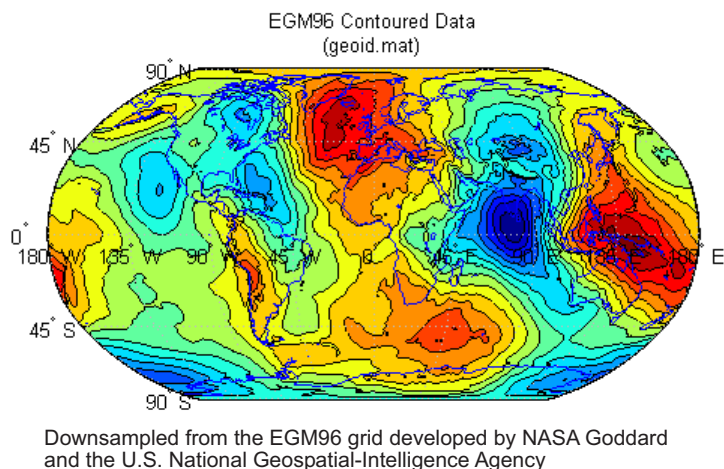 EGM96 Contoured Data
(geoid.mat)
90° N
45° N
0°
180° W 135° W 90° W 45° W 0° 45° E 90° E 135° E 180° E
45° S
90° S
Downsampled from the EGM96 grid developed by NASA Goddard
and the U.S. National Geospatial-Intelligence Agency